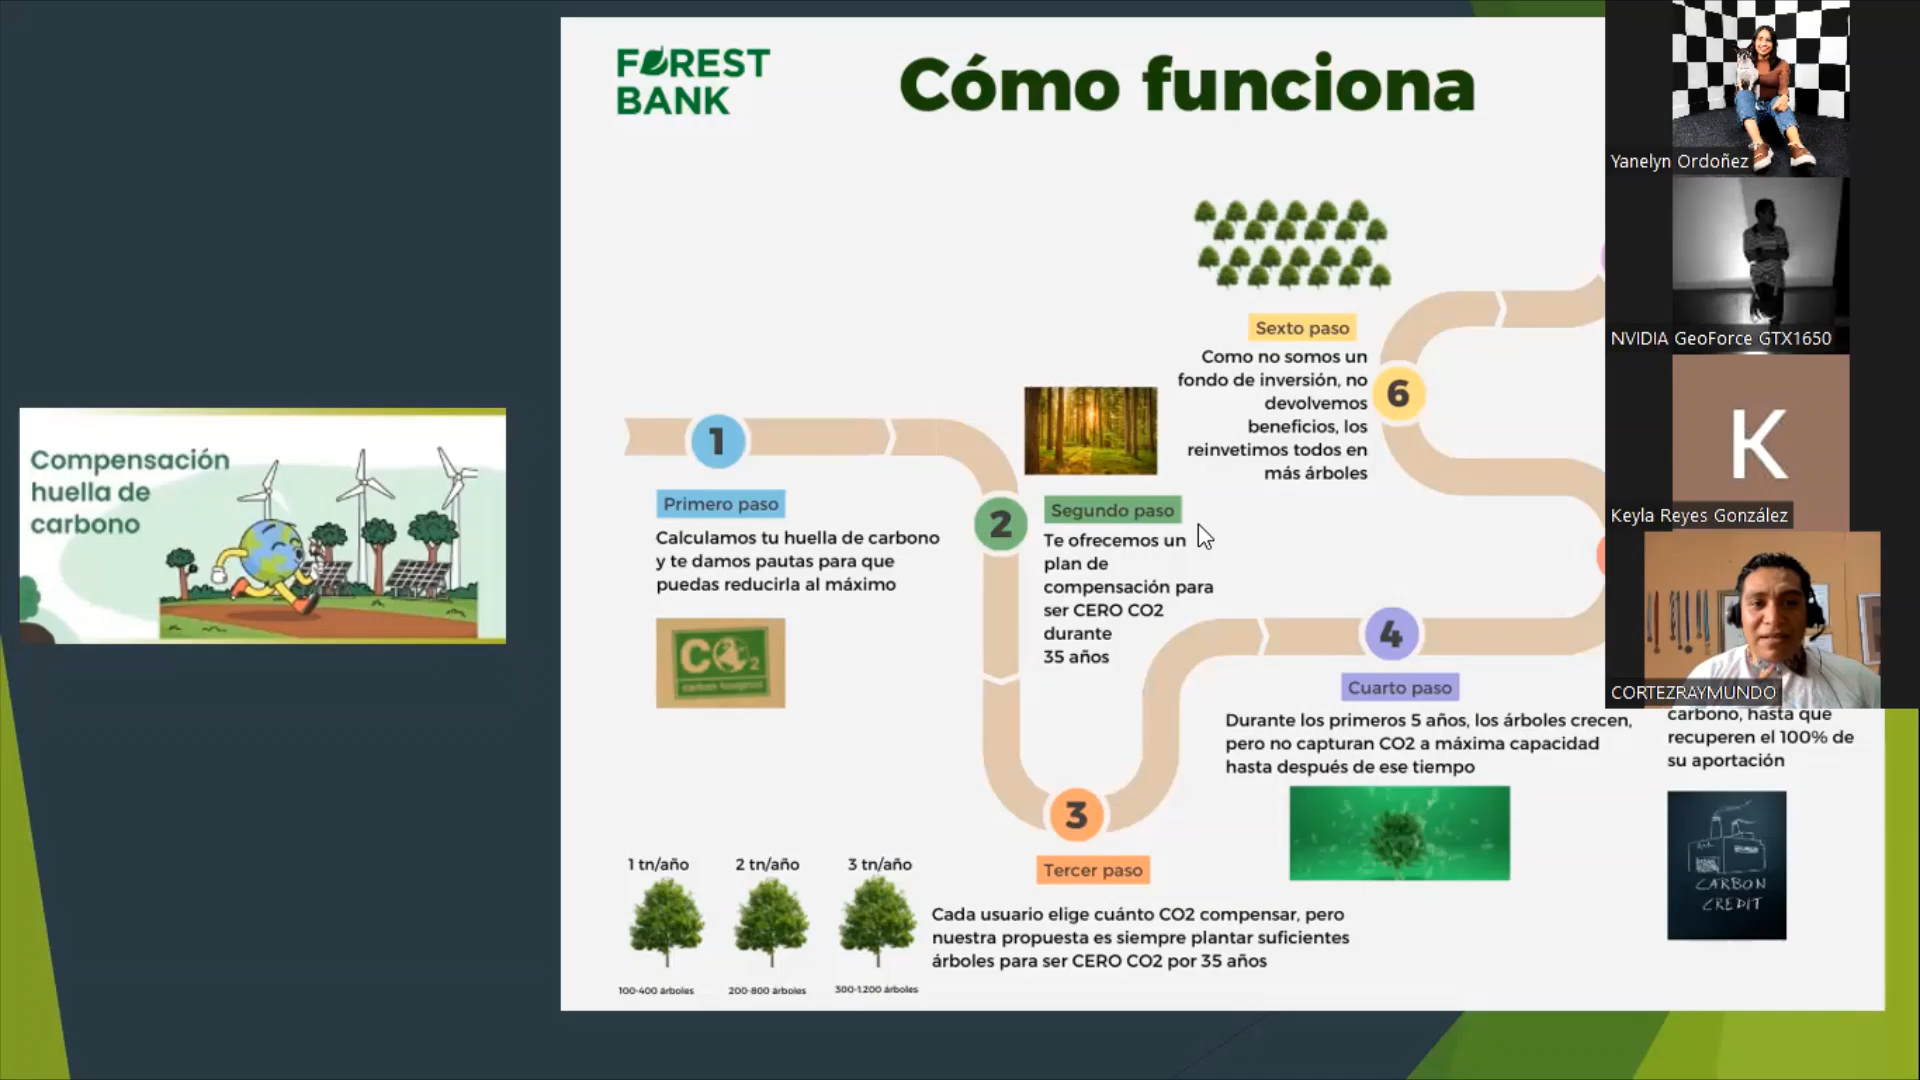 Compensación
huella de
carbono
FOREST
BANK
Cómo funciona
1
Primero paso
Calculamos tu huella de carbono
y te damos pautas para que
puedas reducirla al máximo
CO2
carbon footprint
2
Segundo paso
Te ofrecemos un
plan de
compensación para
ser CERO CO2
durante
35 años
3
Tercer paso
Cada usuario elige cuánto CO2 compensar, pero
nuestra propuesta es siempre plantar suficientes
árboles para ser CERO CO2 por 35 años
1 tn/año
2 tn/año
3 tn/año
100-400 árboles
200-800 árboles
300-1.200 árboles
4
Cuarto paso
Durante los primeros 5 años, los árboles crecen,
pero no capturan CO2 a máxima capacidad
hasta después de ese tiempo
carbono, hasta que
recuperen el 100% de
su aportación
CARBON
CREDIT
6
Sexto paso
Como no somos un
fondo de inversión, no
devolvemos
beneficios, los
reinvetimos todos en
más árboles
Yanelyn Ordoñez
NVIDIA GeoForce GTX1650
K
Keyla Reyes González
CORTEZRAYMUNDO